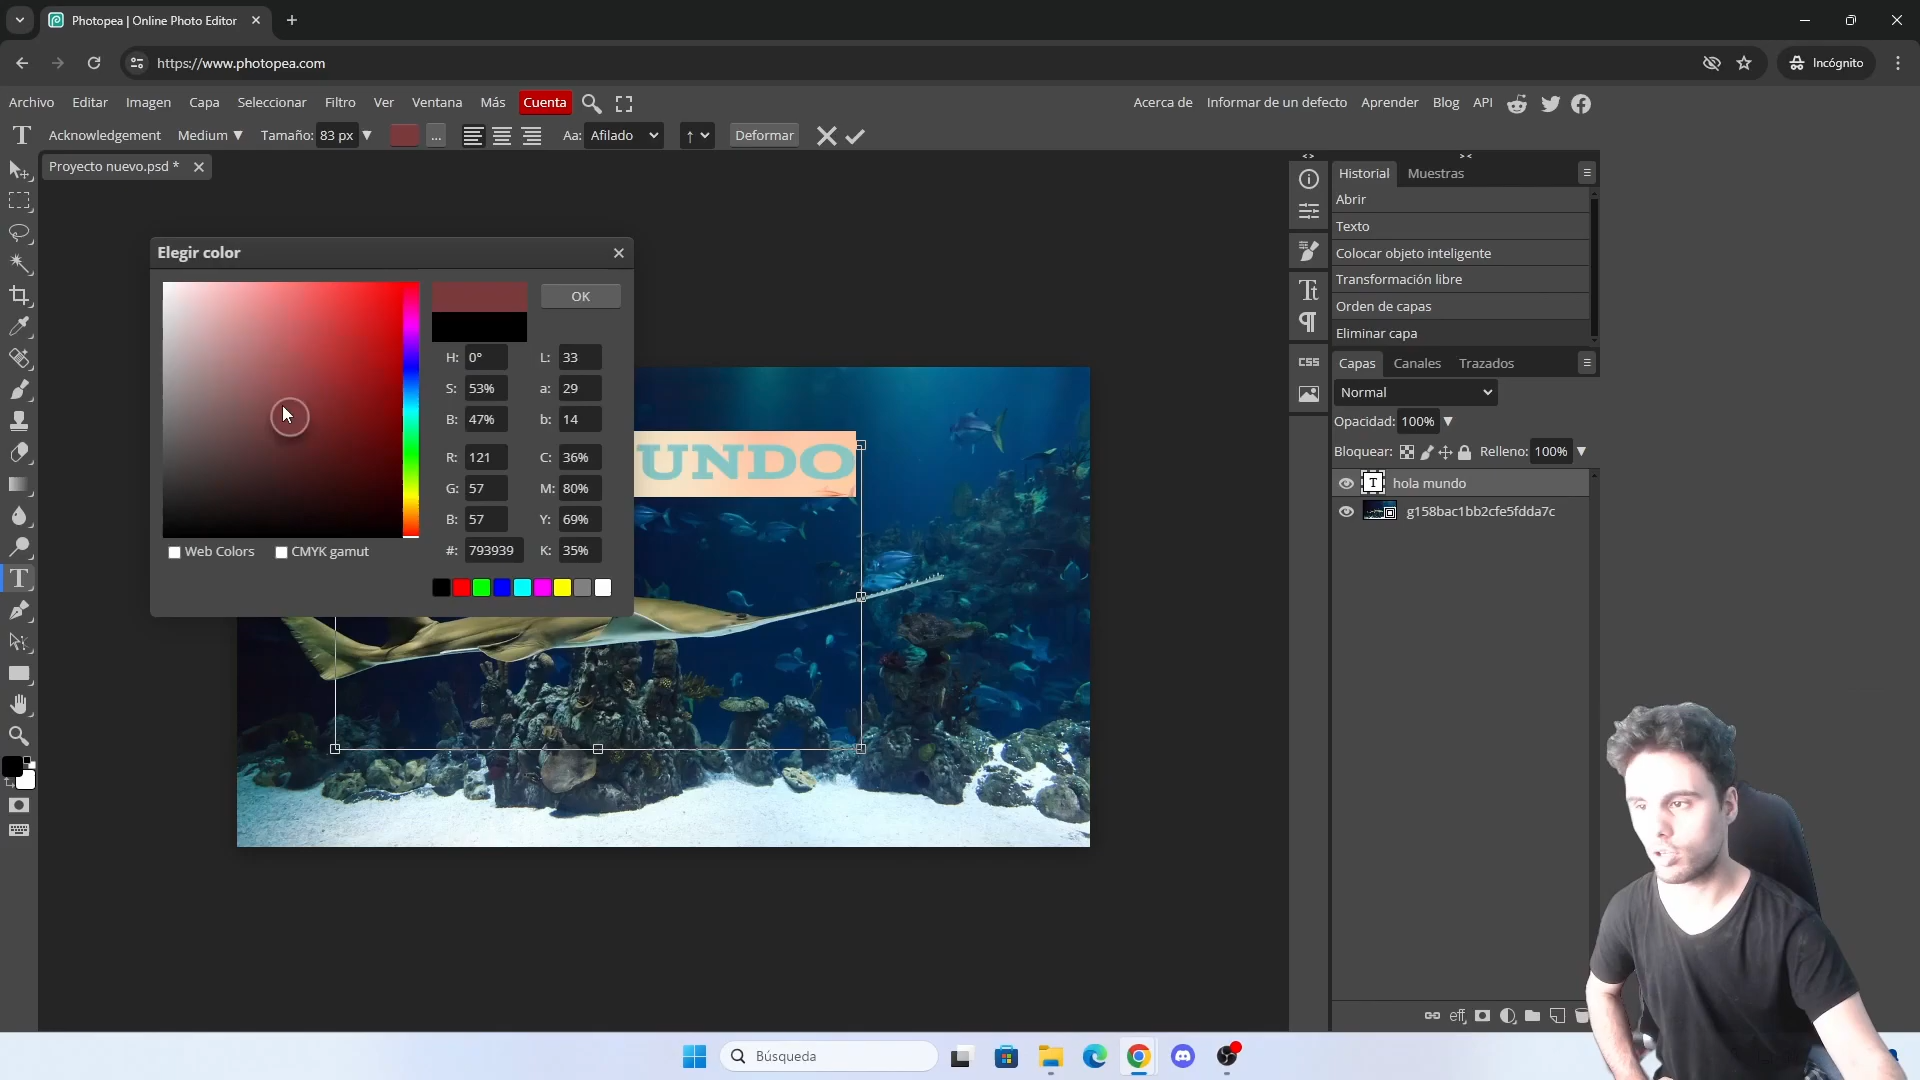 Photopea | Online Photo Editor
https://www.photopea.com
Incógnito
Archivo Editar Imagen Capa Seleccionar Filtro Ver Ventana Más Cuenta
Acerca de Informar de un defecto Aprender Blog API
T Acknowledgement Medium Tamaño: 83 px ... Aa: Afilado Deformar
Proyecto nuevo.psd *
Elegir color
OK
H: 0° L: 33
S: 53% a: 29
B: 47% b: 14
R: 121 C: 36%
G: 57 M: 80%
B: 57 Y: 69%
#: 793939 K: 35%
Web Colors CMYK gamut
UNDO
Historial Muestras
Abrir
Texto
Colocar objeto inteligente
Transformación libre
Orden de capas
Eliminar capa
CSS
Capas Canales Trazados
Normal
Opacidad: 100%
Bloquear: Relleno: 100%
T hola mundo
g158bac1bb2cfe5fdda7c
eff
Búsqueda